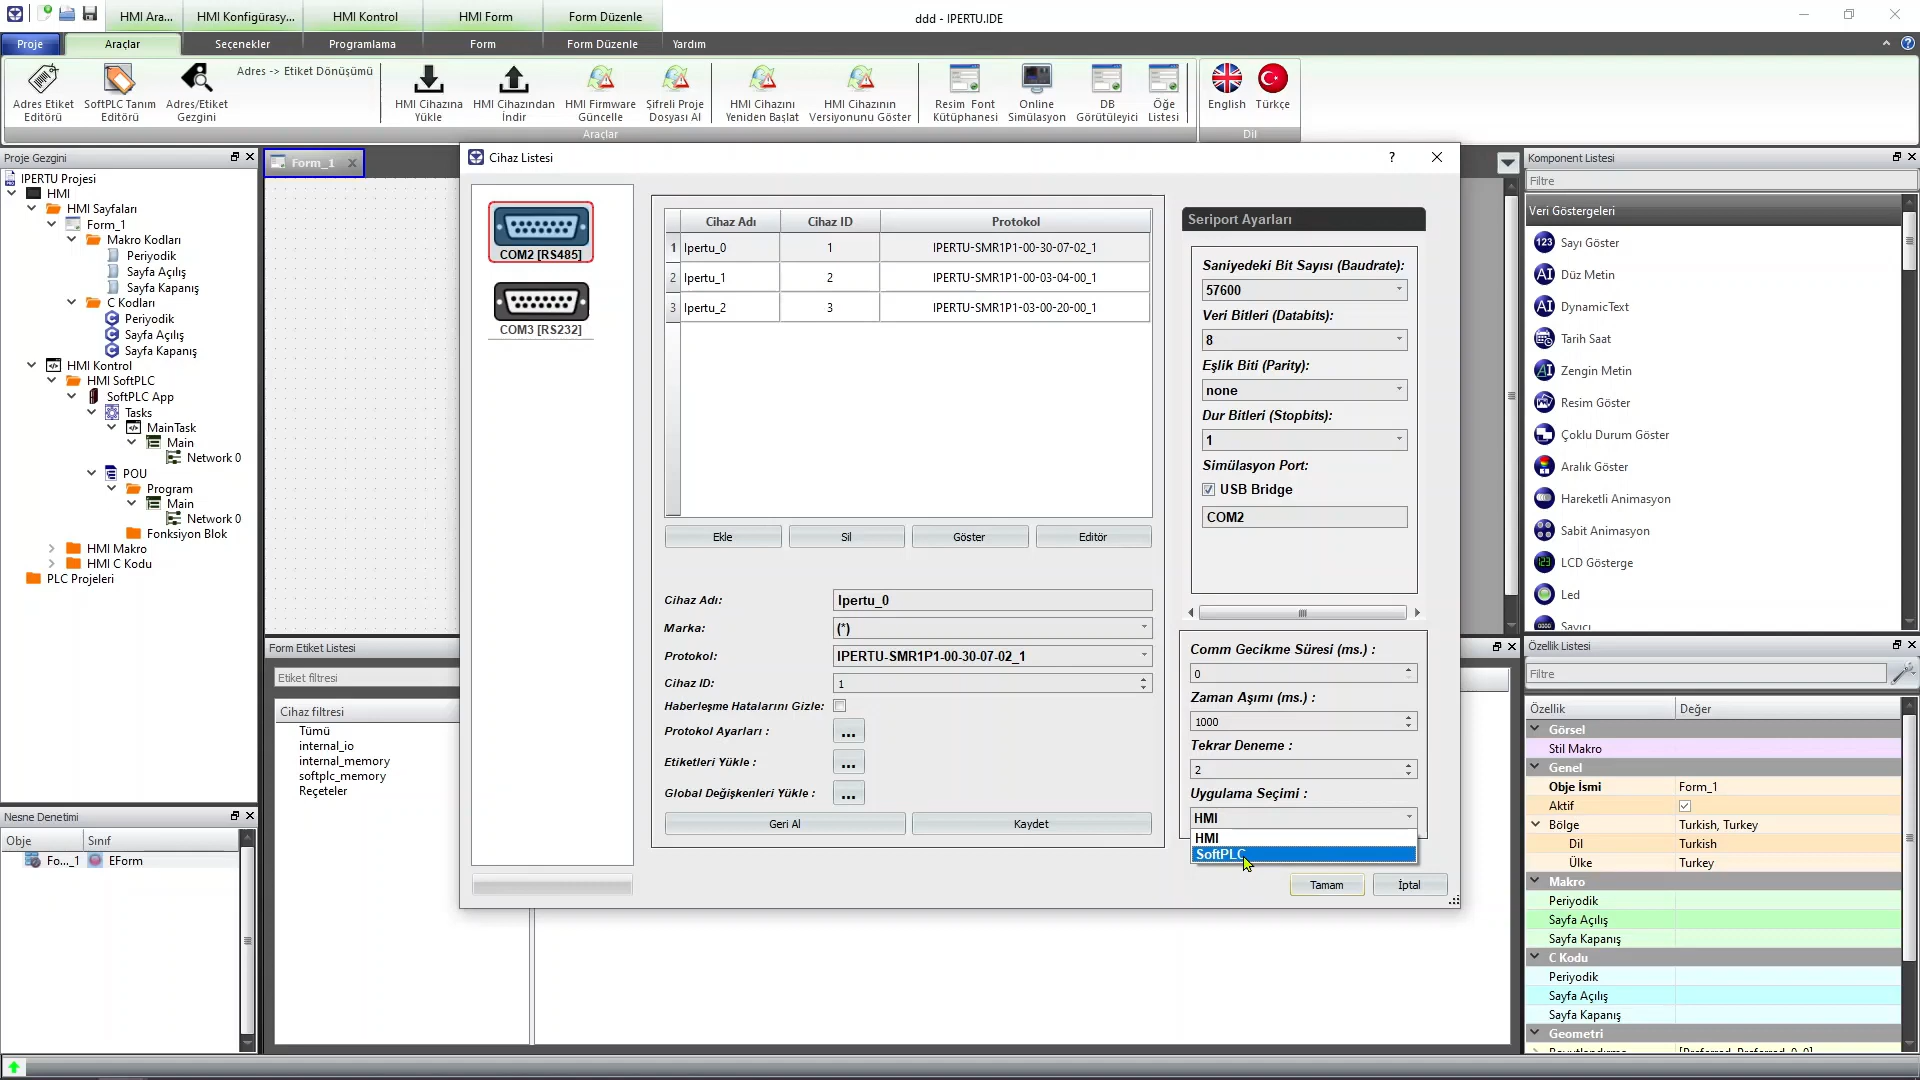 HMI Ara...
HMI Konfigürasy...
HMI Kontrol
HMI Form
Form Düzenle
ddd - IPERTU.IDE
Proje
Araçlar
Seçenekler
Programlama
Form
Form Düzenle
Yardım
Adres Etiket
Editörü
SoftPLC Tanım
Editörü
Adres/Etiket
Gezgini
Adres -> Etiket Dönüşümü
HMI Cihazına
Yükle
HMI Cihazından
İndir
HMI Firmware
Güncelle
Şifreli Proje
Dosyası Al
HMI Cihazını
Yeniden Başlat
HMI Cihazının
Versiyonunu Göster
Resim Font
Kütüphanesi
Online
Simülasyon
DB
Görütüleyici
Öğe
Listesi
English
Türkçe
Araçlar
Dil
Proje Gezgini
IPERTU Projesi
HMI
HMI Sayfaları
Form_1
Makro Kodları
Periyodik
Sayfa Açılış
Sayfa Kapanış
C Kodları
Periyodik
Sayfa Açılış
Sayfa Kapanış
HMI Kontrol
HMI SoftPLC
SoftPLC App
Tasks
MainTask
Main
Network 0
POU
Program
Main
Network 0
Fonksiyon Blok
HMI Makro
HMI C Kodu
PLC Projeleri
Nesne Denetimi
Obje
Sınıf
Fo..._1
EForm
Form_1
Form Etiket Listesi
Etiket filtresi
Cihaz filtresi
Tümü
internal_io
internal_memory
softplc_memory
Reçeteler
Cihaz Listesi
?
COM2 [RS485]
COM3 [RS232]
Cihaz Adı
Cihaz ID
Protokol
1 Ipertu_0 1 IPERTU-SMR1P1-00-30-07-02_1
2 Ipertu_1 2 IPERTU-SMR1P1-00-03-04-00_1
3 Ipertu_2 3 IPERTU-SMR1P1-03-00-20-00_1
Ekle
Sil
Göster
Editör
Cihaz Adı: Ipertu_0
Marka: (*)
Protokol: IPERTU-SMR1P1-00-30-07-02_1
Cihaz ID: 1
Haberleşme Hatalarını Gizle:
Protokol Ayarları : ...
Etiketleri Yükle : ...
Global Değişkenleri Yükle : ...
Geri Al
Kaydet
Seriport Ayarları
Saniyedeki Bit Sayısı (Baudrate):
57600
Veri Bitleri (Databits):
8
Eşlik Biti (Parity):
none
Dur Bitleri (Stopbits):
1
Simülasyon Port:
USB Bridge
COM2
Comm Gecikme Süresi (ms.) :
0
Zaman Aşımı (ms.) :
1000
Tekrar Deneme :
2
Uygulama Seçimi :
HMI
HMI
SoftPLC
Tamam
İptal
Komponent Listesi
Filtre
Veri Göstergeleri
123 Sayı Göster
AI Düz Metin
AI DynamicText
Tarih Saat
AI Zengin Metin
Resim Göster
Çoklu Durum Göster
Aralık Göster
Hareketli Animasyon
Sabit Animasyon
LCD Gösterge
Led
Sayıcı
Özellik Listesi
Filtre
Özellik
Değer
Görsel
Stil Makro
Genel
Obje İsmi Form_1
Aktif
Bölge Turkish, Turkey
Dil Turkish
Ülke Turkey
Makro
Periyodik
Sayfa Açılış
Sayfa Kapanış
C Kodu
Periyodik
Sayfa Açılış
Sayfa Kapanış
Geometri